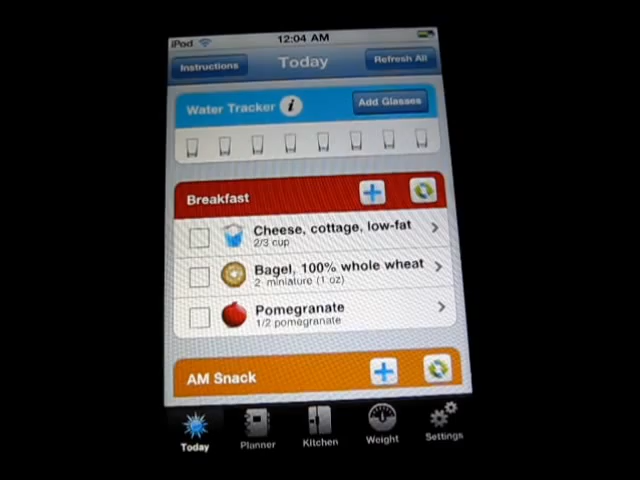 iPod 12:04 AM
Instructions Today Refresh All
Water Tracker i Add Glasses
Breakfast
Cheese, cottage, low-fat
2/3 cup
Bagel, 100% whole wheat
2 miniature (1 oz)
Pomegranate
1/2 pomegranate
AM Snack
Today Planner Kitchen Weight Settings